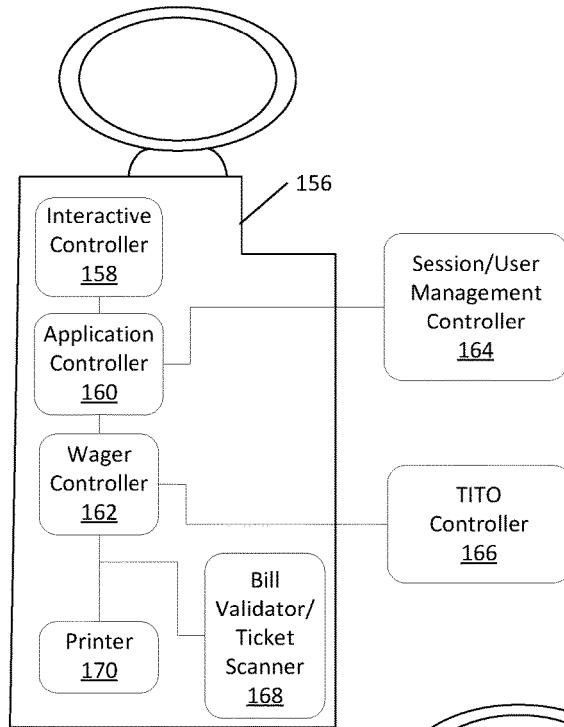 156
Interactive
Controller
158
Application
Controller
160
Wager
Controller
162
Printer
170
Bill
Validator/
Ticket
Scanner
168
Session/User
Management
Controller
164
TITO
Controller
166